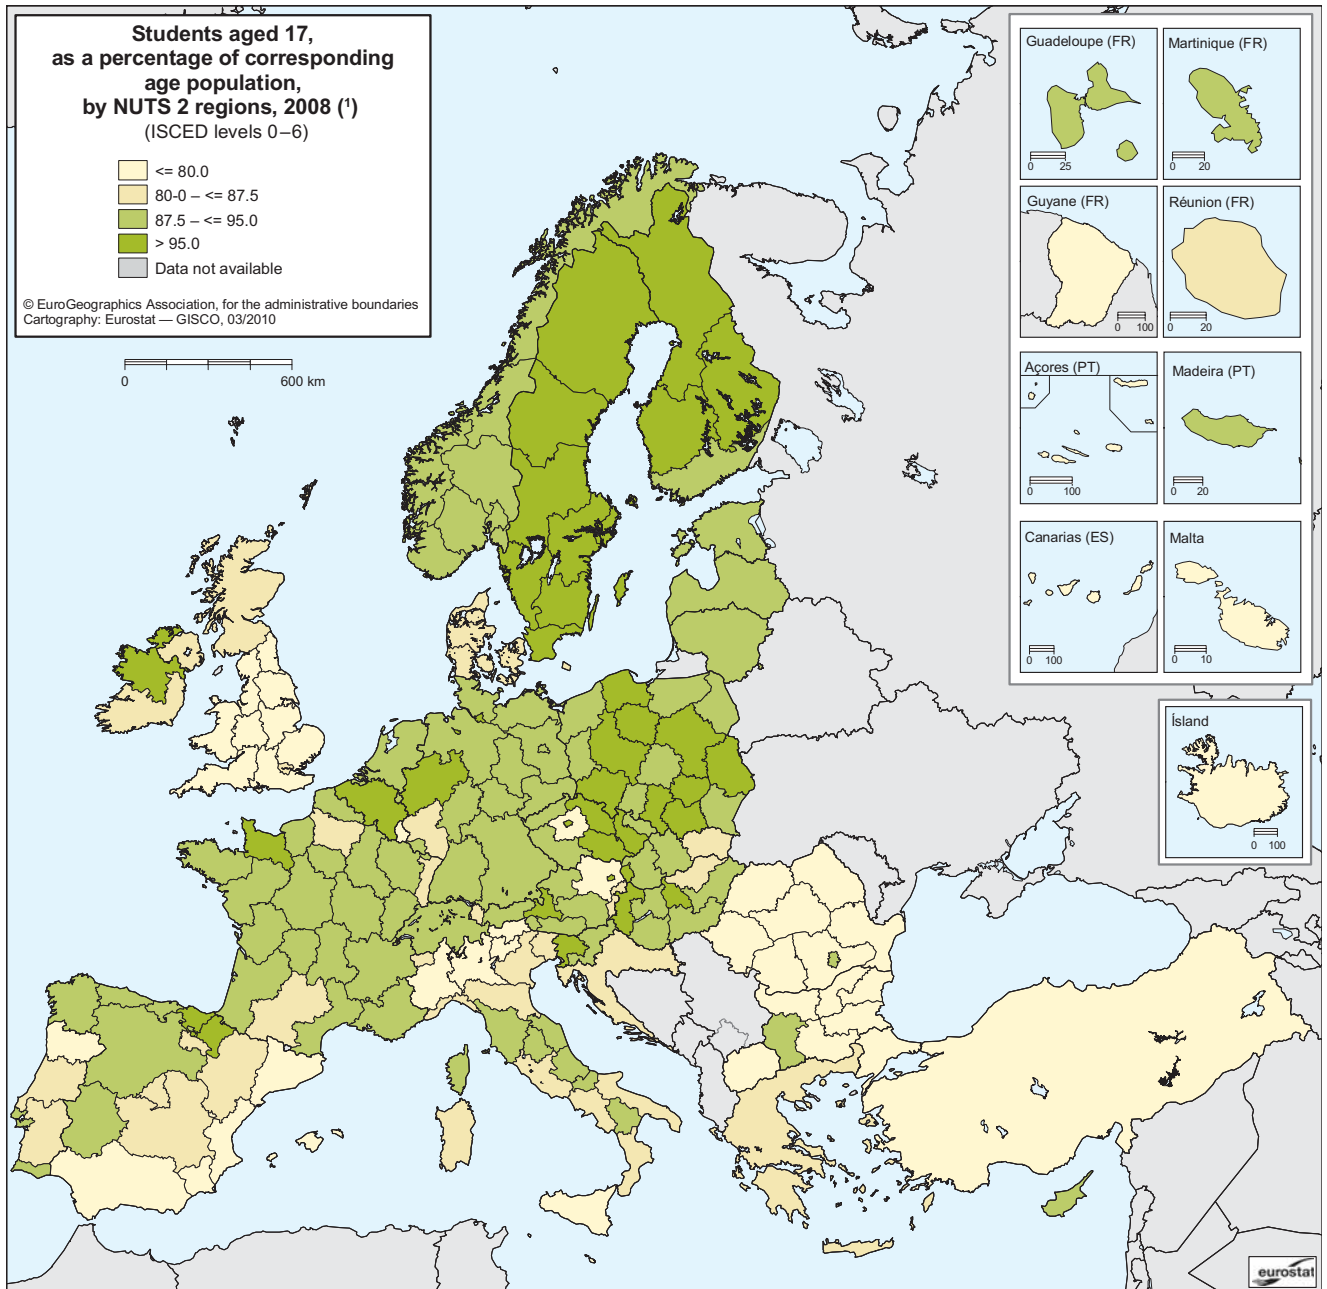 Students aged 17,
as a percentage of corresponding
age population,
by NUTS 2 regions, 2008 (¹)
(ISCED levels 0–6)
<= 80.0
80-0 – <= 87.5
87.5 – <= 95.0
> 95.0
Data not available
© EuroGeographics Association, for the administrative boundaries
Cartography: Eurostat — GISCO, 03/2010
0 600 km
Guadeloupe (FR)
0 25
Martinique (FR)
0 20
Guyane (FR)
0 100
Réunion (FR)
0 20
Açores (PT)
0 100
Madeira (PT)
0 20
Canarias (ES)
0 100
Malta
0 10
Ísland
0 100
eurostat